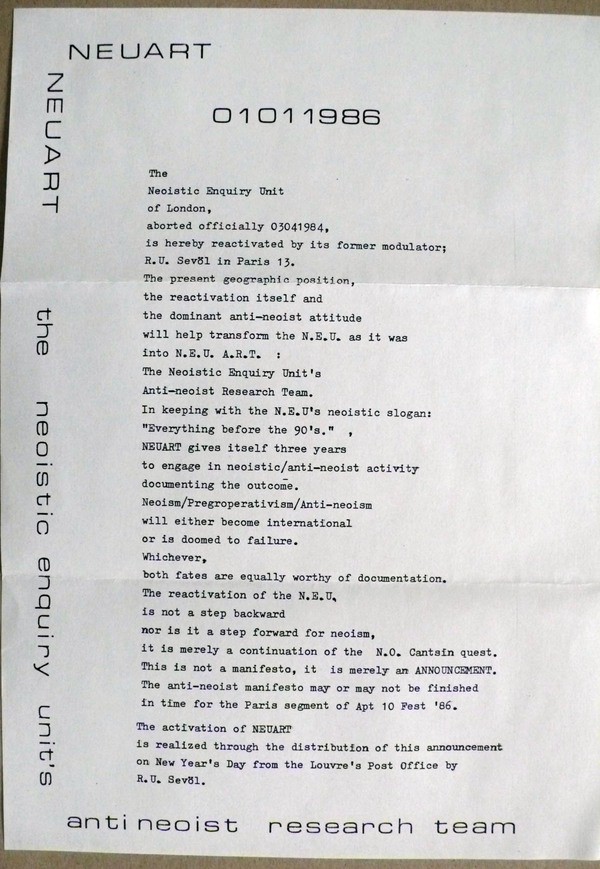 NEUART
NEUART
01011986
The
Neoistic Enquiry Unit
of London,
aborted officially 03041984,
is hereby reactivated by its former modulator;
R.U. Sevöl in Paris 13.
The present geographic position,
the reactivation itself and
the dominant anti-neoist attitude
will help transform the N.E.U. as it was
into N.E.U. A.R.T. :
The Neoistic Enquiry Unit's
Anti-neoist Research Team.
In keeping with the N.E.U's neoistic slogan:
"Everything before the 90's." ,
NEUART gives itself three years
to engage in neoistic/anti-neoist activity
documenting the outcome.
Neoism/Pregroperativism/Anti-neoism
will either become international
or is doomed to failure.
Whichever,
both fates are equally worthy of documentation.
The reactivation of the N.E.U,
is not a step backward
nor is it a step forward for neoism,
it is merely a continuation of the N.O. Cantsin quest.
This is not a manifesto, it is merely an ANNOUNCEMENT.
The anti-neoist manifesto may or may not be finished
in time for the Paris segment of Apt 10 Fest '86.
The activation of NEUART
is realized through the distribution of this announcement
on New Year's Day from the Louvre's Post Office by
R.U. Sevöl.
the neoistic enquiry unit's
anti neoist research team